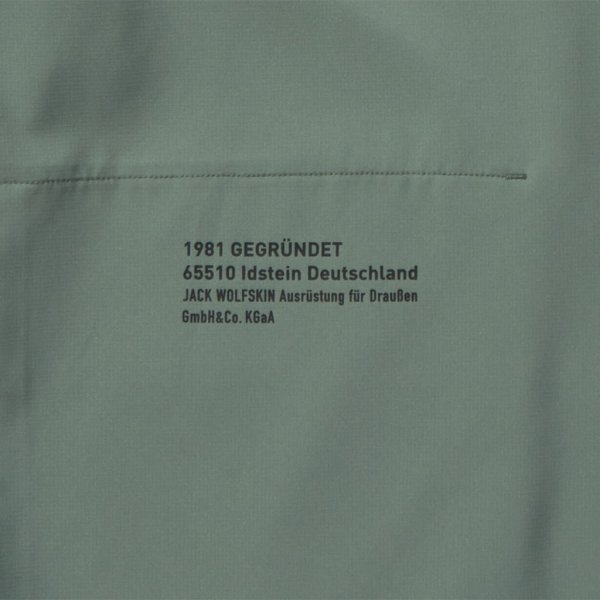 1981 GEGRÜNDET
65510 Idstein Deutschland
JACK WOLFSKIN Ausrüstung für Draußen
GmbH&Co. KGaA